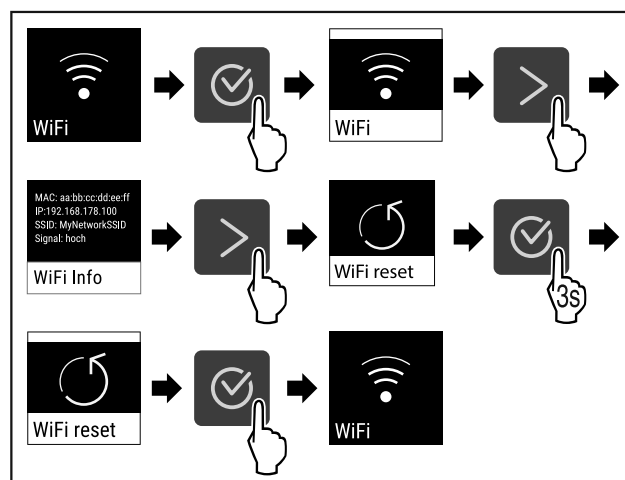 WiFi
WiFi
MAC: aa:bb:cc:dd:ee:ff
IP:192.168.178.100
SSID: MyNetworkSSID
Signal: hoch
WiFi Info
WiFi reset
3s
WiFi reset
WiFi